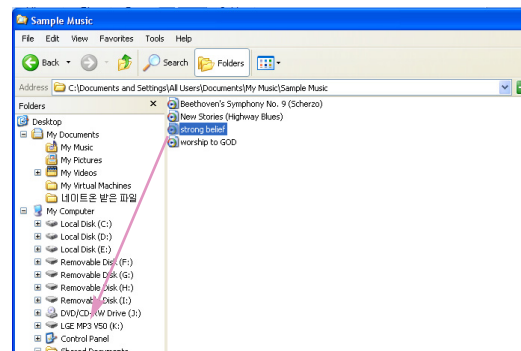 Sample Music
File Edit View Favorites Tools Help
Back Search Folders
Address C:\Documents and Settings\All Users\Documents\My Music\Sample Music
Folders
Desktop
My Documents
My Music
My Pictures
My Videos
My Virtual Machines
네이트온 받은 파일
My Computer
Local Disk (C:)
Local Disk (D:)
Local Disk (E:)
Removable Disk (F:)
Removable Disk (G:)
Removable Disk (H:)
Removable Disk (I:)
DVD/CD-RW Drive (J:)
LGE MP3 V50 (K:)
Control Panel
Shared Documents
Beethoven's Symphony No. 9 (Scherzo)
New Stories (Highway Blues)
strong belief
worship to GOD